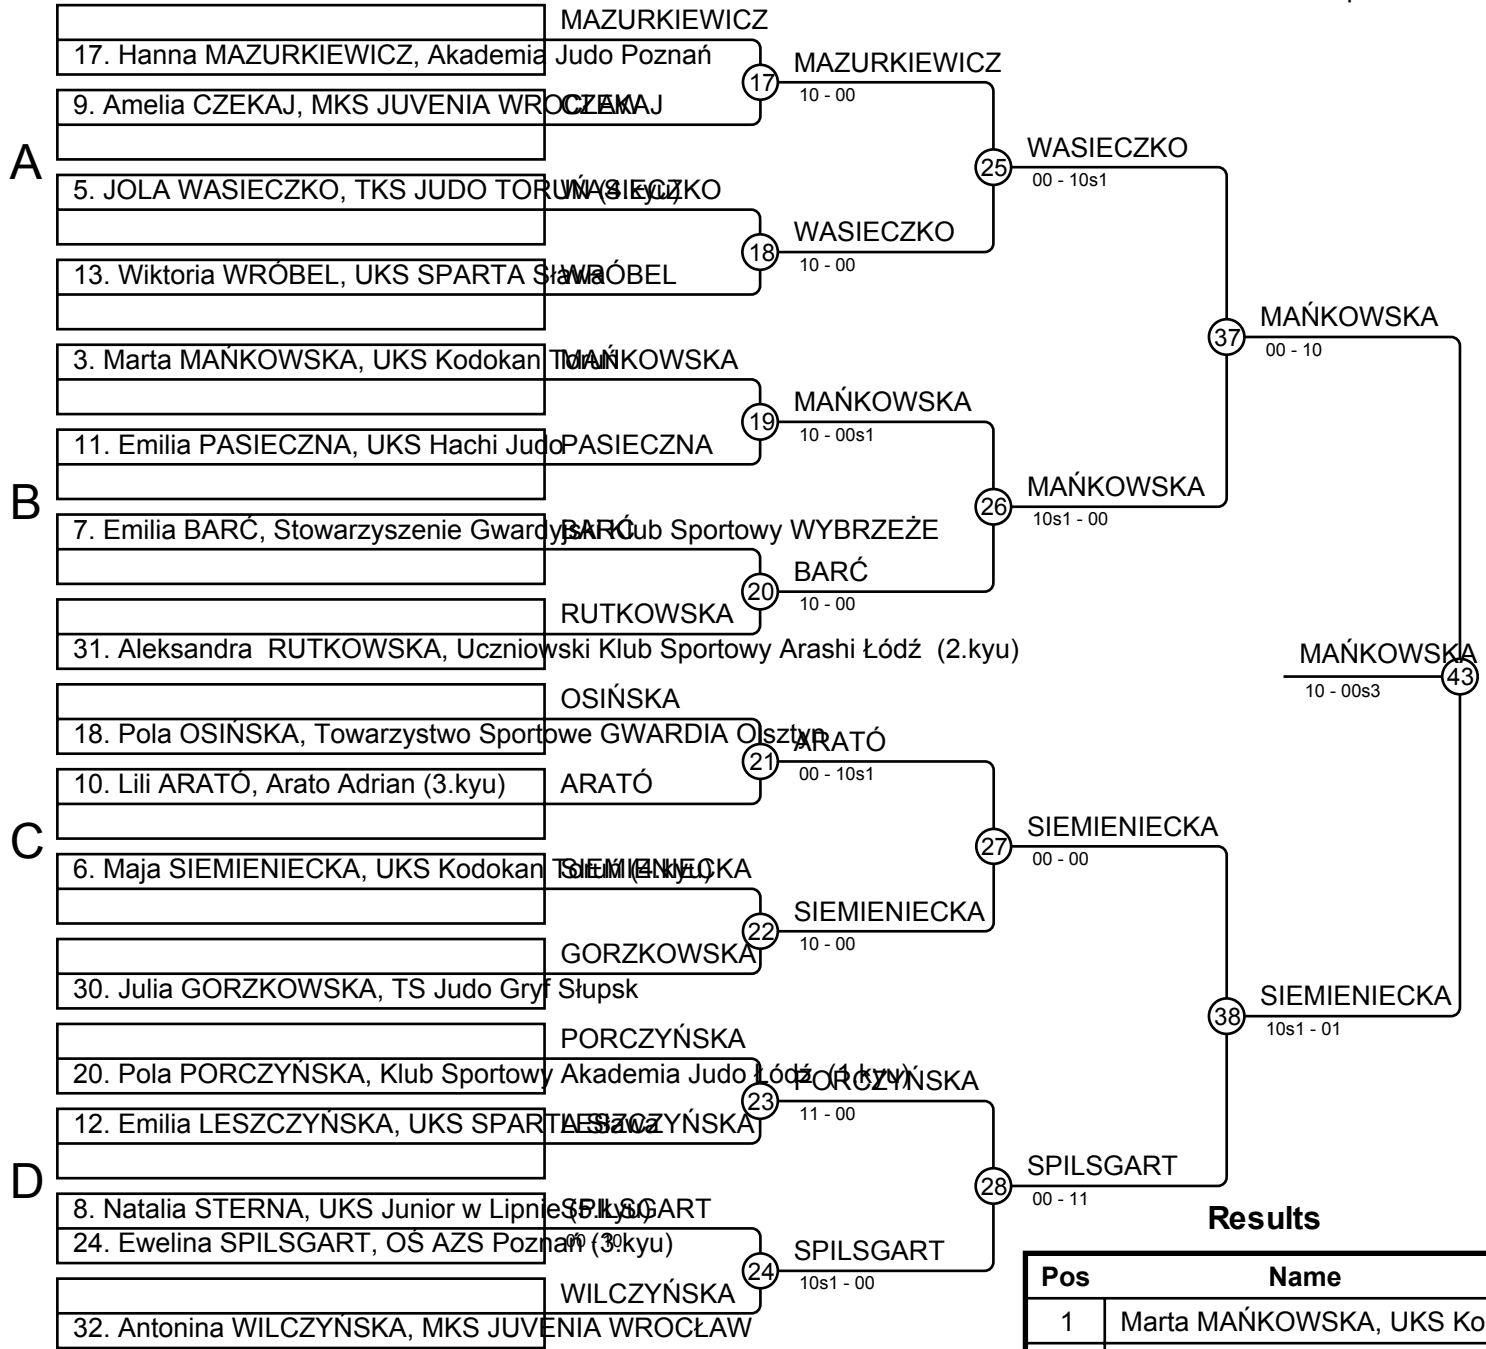 MAZURKIEWICZ
17. Hanna MAZURKIEWICZ, Akademia Judo Poznań
17
MAZURKIEWICZ
10 - 00
9. Amelia CZEKAJ, MKS JUVENIA WROCŁAW
CZEKAJ
A
25
WASIECZKO
00 - 10s1
5. JOLA WASIECZKO, TKS JUDO TORUŃ (4.kyu)
WASIECZKO
18
WASIECZKO
10 - 00
13. Wiktoria WRÓBEL, UKS SPARTA Sława
WRÓBEL
37
MAŃKOWSKA
00 - 10
3. Marta MAŃKOWSKA, UKS Kodokan Toruń
MAŃKOWSKA
19
MAŃKOWSKA
10 - 00s1
11. Emilia PASIECZNA, UKS Hachi Judo
PASIECZNA
B
26
MAŃKOWSKA
10s1 - 00
7. Emilia BARĆ, Stowarzyszenie Gwardyjski Klub Sportowy WYBRZEŻE
BARĆ
20
BARĆ
10 - 00
RUTKOWSKA
31. Aleksandra  RUTKOWSKA, Uczniowski Klub Sportowy Arashi Łódź  (2.kyu)
MAŃKOWSKA
43
10 - 00s3
OSIŃSKA
18. Pola OSIŃSKA, Towarzystwo Sportowe GWARDIA Olsztyn
21
ARATÓ
00 - 10s1
10. Lili ARATÓ, Arato Adrian (3.kyu)
ARATÓ
C
27
SIEMIENIECKA
00 - 00
6. Maja SIEMIENIECKA, UKS Kodokan Toruń (4.kyu)
SIEMIENIECKA
22
SIEMIENIECKA
10 - 00
GORZKOWSKA
30. Julia GORZKOWSKA, TS Judo Gryf Słupsk
38
SIEMIENIECKA
10s1 - 01
PORCZYŃSKA
20. Pola PORCZYŃSKA, Klub Sportowy Akademia Judo Łódź  (1.kyu)
23
PORCZYŃSKA
11 - 00
12. Emilia LESZCZYŃSKA, UKS SPARTA Sława
LESZCZYŃSKA
D
28
SPILSGART
00 - 11
8. Natalia STERNA, UKS Junior w Lipnie (5.kyu)
SPILSGART
00 - 10
24. Ewelina SPILSGART, OŚ AZS Poznań (3.kyu)
24
SPILSGART
10s1 - 00
WILCZYŃSKA
32. Antonina WILCZYŃSKA, MKS JUVENIA WROCŁAW
Results
Pos Name
1 Marta MAŃKOWSKA, UKS Ko